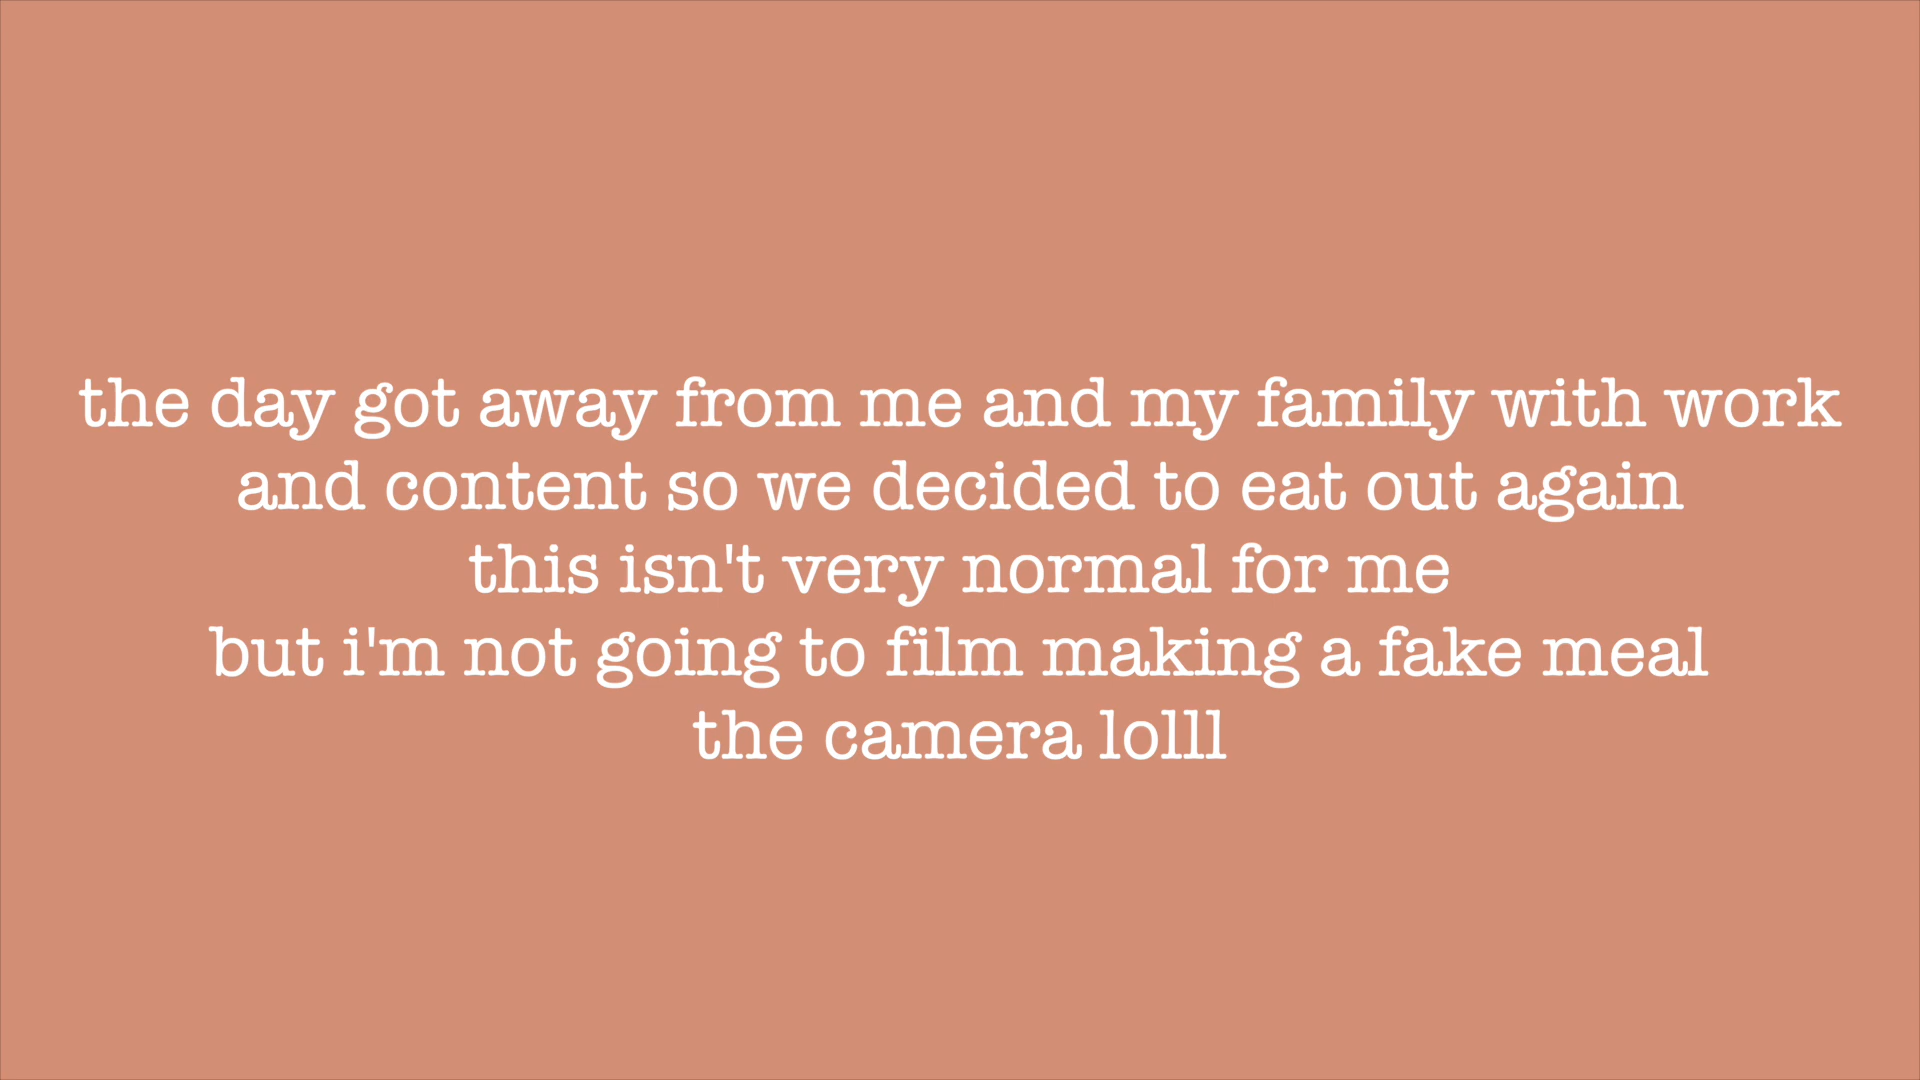 the day got away from me and my family with work
and content so we decided to eat out again
this isn't very normal for me
but i'm not going to film making a fake meal
the camera lolll